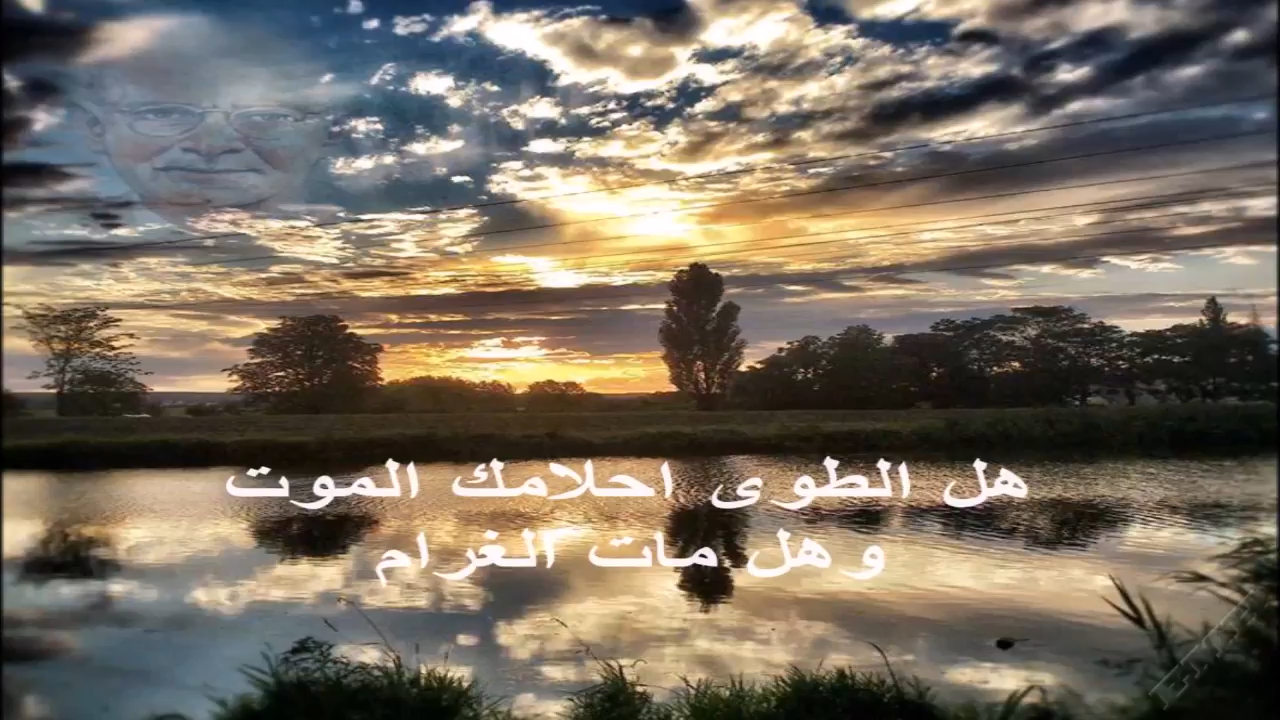 هل الطوى احلامك الموت
وهل مات الغرام